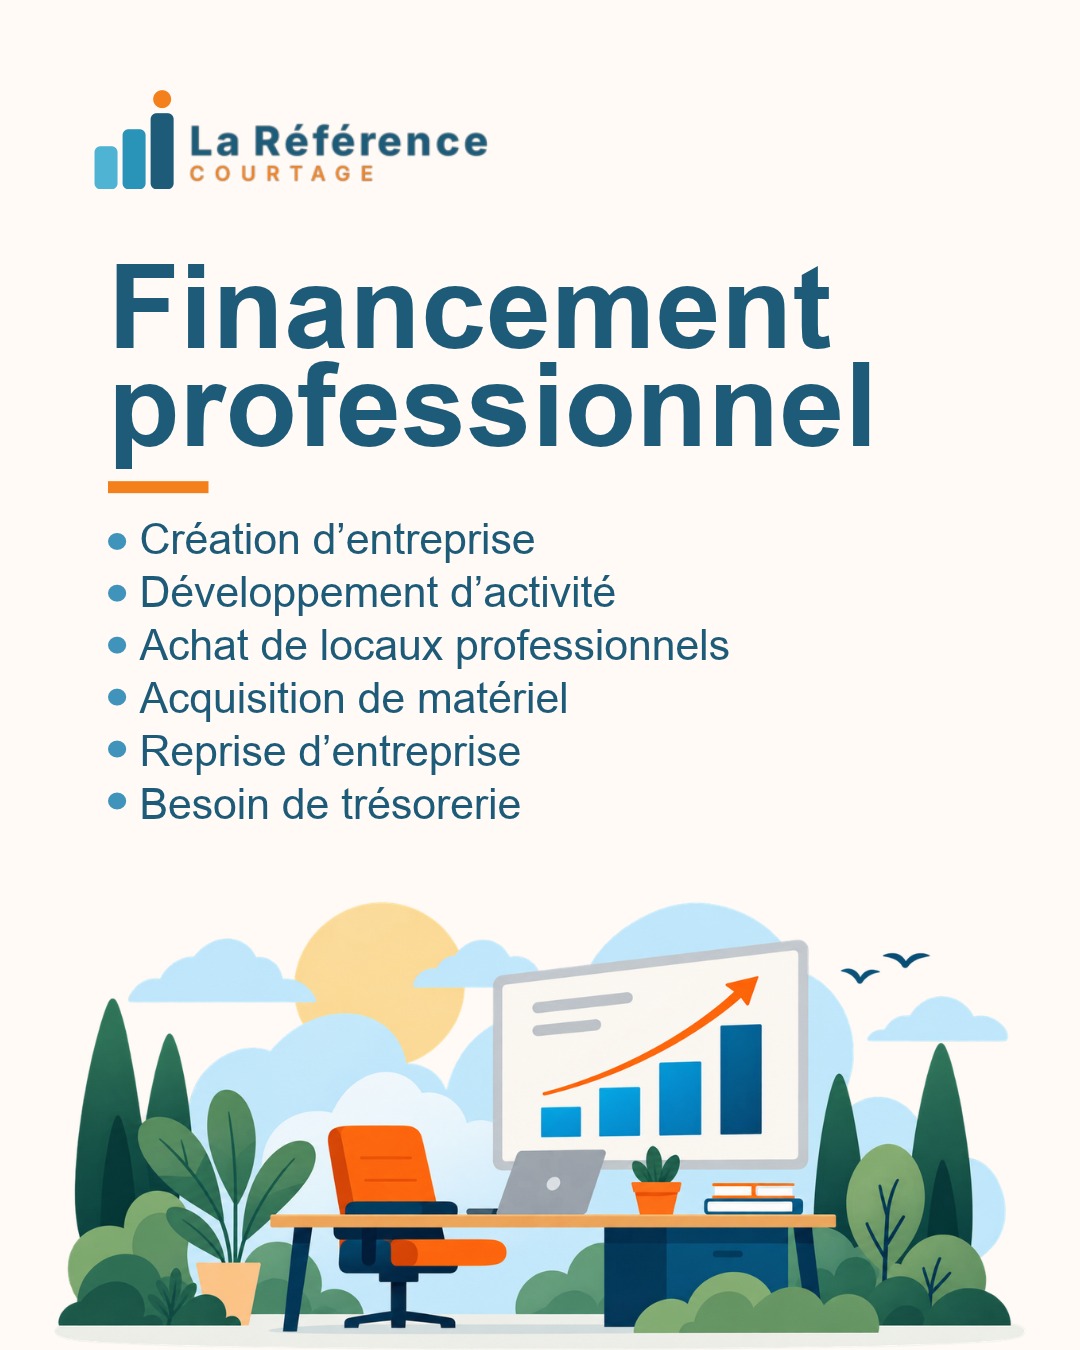 La Référence
COURTAGE
Financement
professionnel
Création d’entreprise
Développement d’activité
Achat de locaux professionnels
Acquisition de matériel
Reprise d’entreprise
Besoin de trésorerie